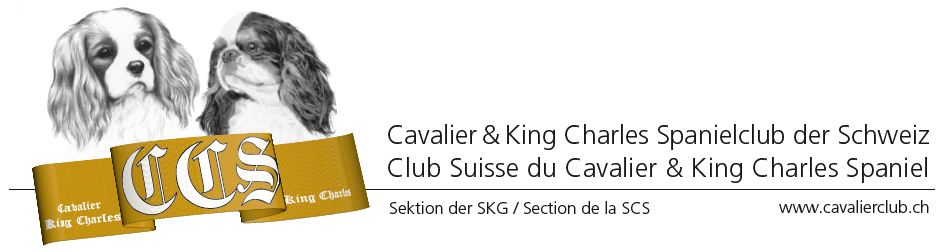 CCS
Cavalier
King Charles
King Charles
Cavalier & King Charles Spanielclub der Schweiz
Club Suisse du Cavalier & King Charles Spaniel
Sektion der SKG / Section de la SCS
www.cavalierclub.ch